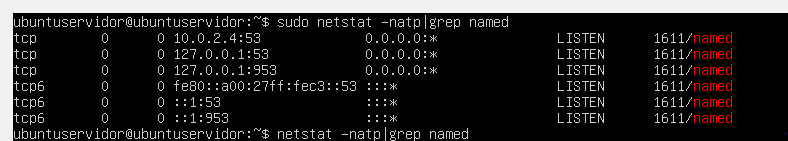 ubuntuservidor@ubuntuservidor:~$ sudo netstat -natp|grep named
tcp 0 0 10.0.2.4:53 0.0.0.0:* LISTEN 1611/named
tcp 0 0 127.0.0.1:53 0.0.0.0:* LISTEN 1611/named
tcp 0 0 127.0.0.1:953 0.0.0.0:* LISTEN 1611/named
tcp6 0 0 fe80::a00:27ff:fec3::53 :::* LISTEN 1611/named
tcp6 0 0 ::1:53 :::* LISTEN 1611/named
tcp6 0 0 ::1:953 :::* LISTEN 1611/named
ubuntuservidor@ubuntuservidor:~$ netstat -natp|grep named